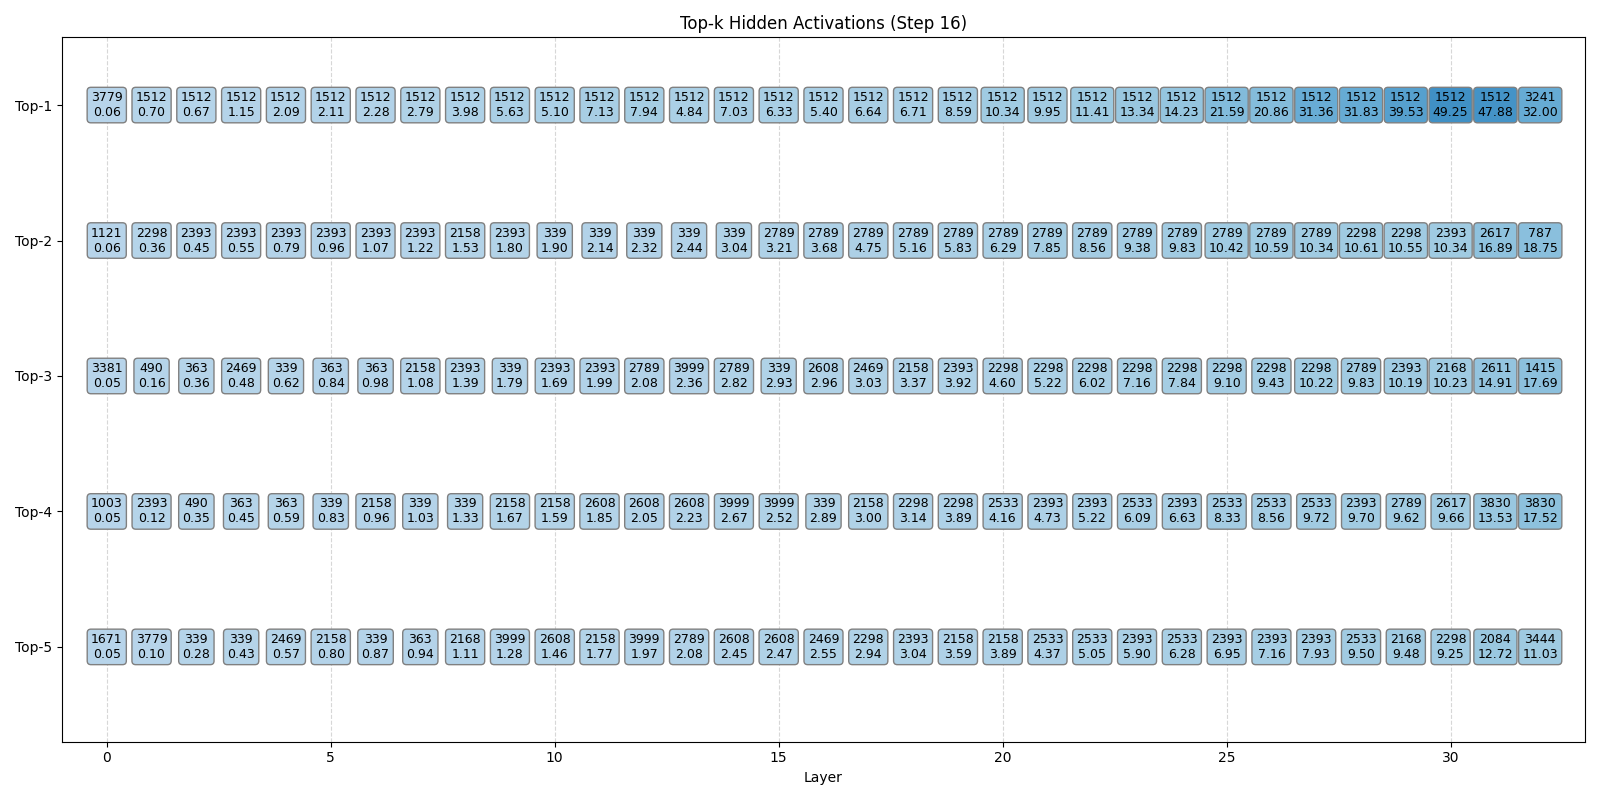 Top-k Hidden Activations (Step 16)
Top-1
3779 1512 1512 1512 1512 1512 1512 1512 1512 1512 1512 1512 1512 1512 1512 1512 1512 1512 1512 1512 1512 1512 1512 1512 1512 1512 1512 1512 1512 1512 1512 1512 3241
0.06 0.70 0.67 1.15 2.09 2.11 2.28 2.79 3.98 5.63 5.10 7.13 7.94 4.84 7.03 6.33 5.40 6.64 6.71 8.59 10.34 9.95 11.41 13.34 14.23 21.59 20.86 31.36 31.83 39.53 49.25 47.88 32.00
Top-2
1121 2298 2393 2393 2393 2393 2393 2393 2158 2393 339 339 339 339 339 2789 2789 2789 2789 2789 2789 2789 2789 2789 2789 2789 2789 2789 2298 2298 2393 2617 787
0.06 0.36 0.45 0.55 0.79 0.96 1.07 1.22 1.53 1.80 1.90 2.14 2.32 2.44 3.04 3.21 3.68 4.75 5.16 5.83 6.29 7.85 8.56 9.38 9.83 10.42 10.59 10.34 10.61 10.55 10.34 16.89 18.75
Top-3
3381 490 363 2469 339 363 363 2158 2393 339 2393 2393 2789 3999 2789 339 2608 2469 2158 2393 2298 2298 2298 2298 2298 2298 2298 2298 2789 2393 2168 2611 1415
0.05 0.16 0.36 0.48 0.62 0.84 0.98 1.08 1.39 1.79 1.69 1.99 2.08 2.36 2.82 2.93 2.96 3.03 3.37 3.92 4.60 5.22 6.02 7.16 7.84 9.10 9.43 10.22 9.83 10.19 10.23 14.91 17.69
Top-4
1003 2393 490 363 363 339 2158 339 339 2158 2158 2608 2608 2608 3999 3999 339 2158 2298 2298 2533 2393 2393 2533 2393 2533 2533 2533 2393 2789 2617 3830 3830
0.05 0.12 0.35 0.45 0.59 0.83 0.96 1.03 1.33 1.67 1.59 1.85 2.05 2.23 2.67 2.52 2.89 3.00 3.14 3.89 4.16 4.73 5.22 6.09 6.63 8.33 8.56 9.72 9.70 9.62 9.66 13.53 17.52
Top-5
1671 3779 339 339 2469 2158 339 363 2168 3999 2608 2158 3999 2789 2608 2608 2469 2298 2393 2158 2158 2533 2533 2393 2533 2393 2393 2393 2533 2168 2298 2084 3444
0.05 0.10 0.28 0.43 0.57 0.80 0.87 0.94 1.11 1.28 1.46 1.77 1.97 2.08 2.45 2.47 2.55 2.94 3.04 3.59 3.89 4.37 5.05 5.90 6.28 6.95 7.16 7.93 9.50 9.48 9.25 12.72 11.03
0 5 10 15 20 25 30
Layer